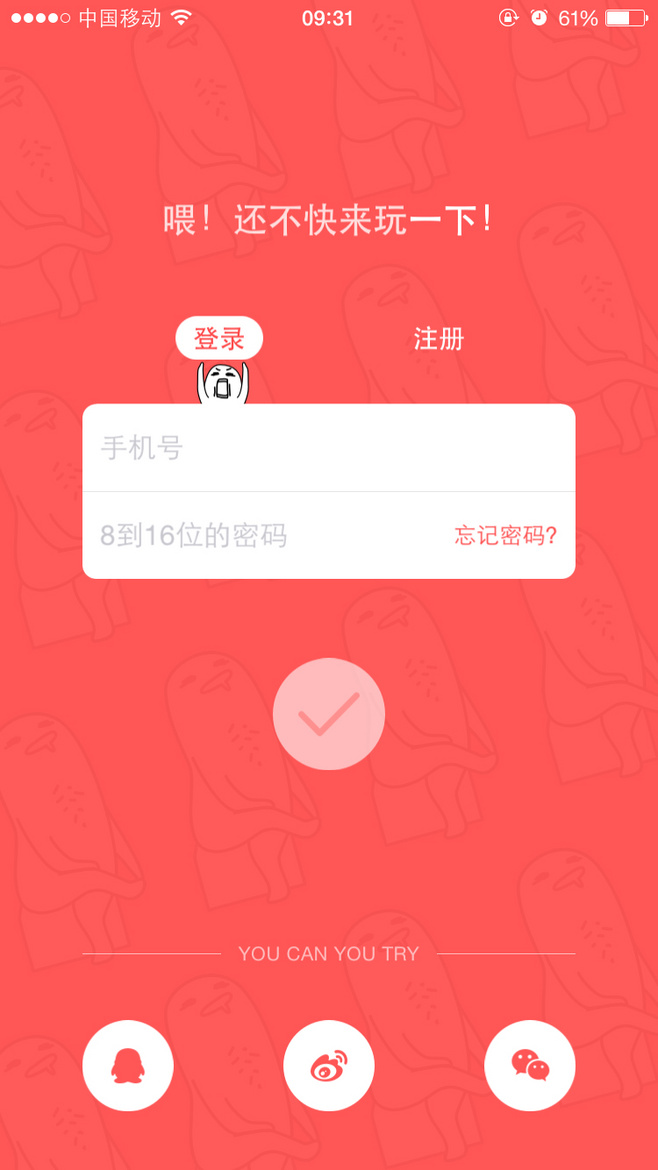 中国移动 09:31 61%
喂！还不快来玩一下！
登录 注册
手机号
8到16位的密码 忘记密码?
YOU CAN YOU TRY